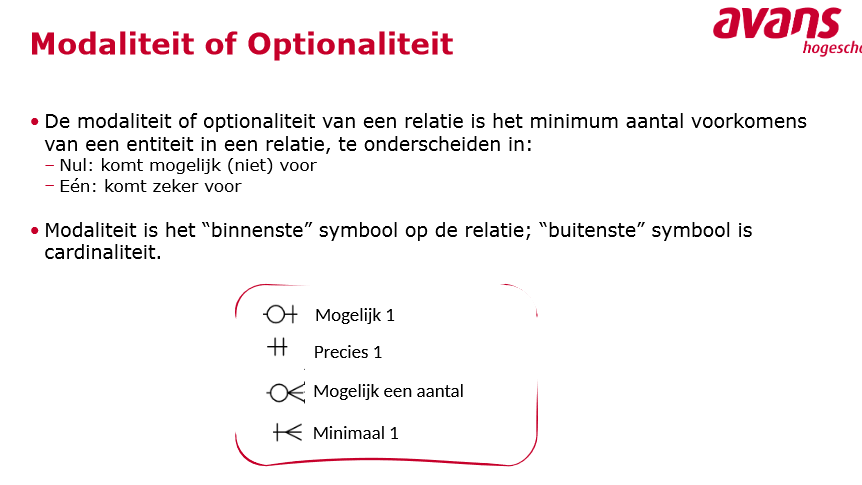 avans
hogescho
Modaliteit of Optionaliteit
• De modaliteit of optionaliteit van een relatie is het minimum aantal voorkomens
van een entiteit in een relatie, te onderscheiden in:
– Nul: komt mogelijk (niet) voor
– Eén: komt zeker voor
• Modaliteit is het “binnenste” symbool op de relatie; “buitenste” symbool is
cardinaliteit.
Mogelijk 1
Precies 1
Mogelijk een aantal
Minimaal 1